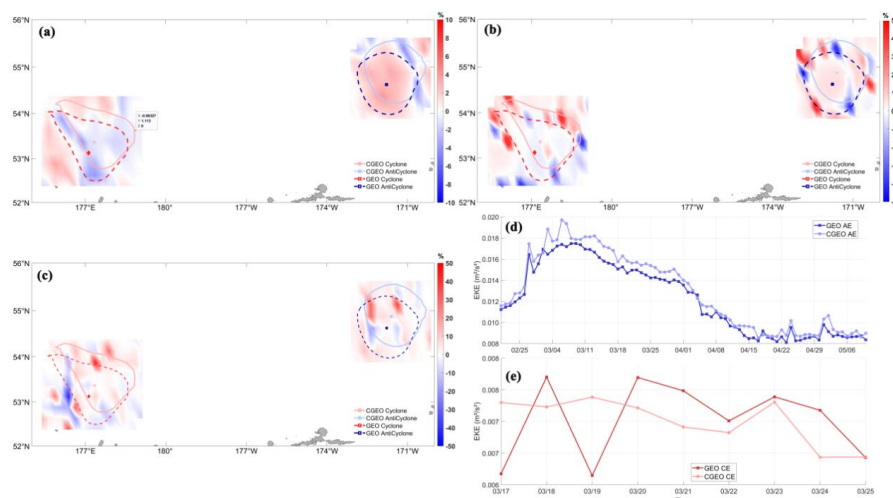 (a)
56°N
55°N
54°N
53°N
52°N
177°E
180°
177°W
174°W
171°W
CGEO Cyclone
CGEO AntiCyclone
GEO Cyclone
GEO AntiCyclone
%
10
8
6
4
2
0
-2
-4
-6
-8
-10
(b)
56°N
55°N
54°N
53°N
52°N
177°E
180°
177°W
174°W
171°W
CGEO Cyclone
CGEO AntiCyclone
GEO Cyclone
GEO AntiCyclone
%
(c)
56°N
55°N
54°N
53°N
52°N
177°E
180°
177°W
174°W
171°W
CGEO Cyclone
CGEO AntiCyclone
GEO Cyclone
GEO AntiCyclone
%
50
40
30
20
10
0
-10
-20
-30
-40
-50
(d)
EKE (m²/s²)
0.020
0.018
0.016
0.014
0.013
0.011
0.010
0.008
02/25
03/04
03/11
03/18
03/25
04/01
04/08
04/15
04/22
04/29
05/06
GEO AE
CGEO AE
(e)
EKE (m²/s²)
0.008
0.008
0.007
0.007
0.006
03/17
03/18
03/19
03/20
03/21
03/22
03/23
03/24
03/25
GEO CE
CGEO CE